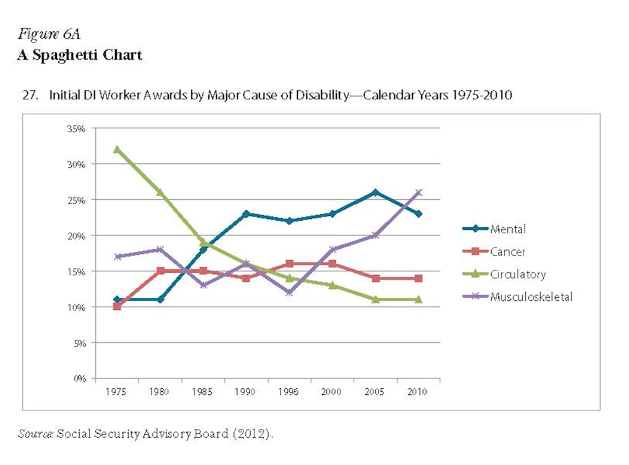 Figure 6A
A Spaghetti Chart
27. Initial DI Worker Awards by Major Cause of Disability—Calendar Years 1975-2010
35%
30%
25%
20%
15%
10%
5%
0%
1975 1980 1985 1990 1996 2000 2005 2010
Mental
Cancer
Circulatory
Musculoskeletal
Source: Social Security Advisory Board (2012).